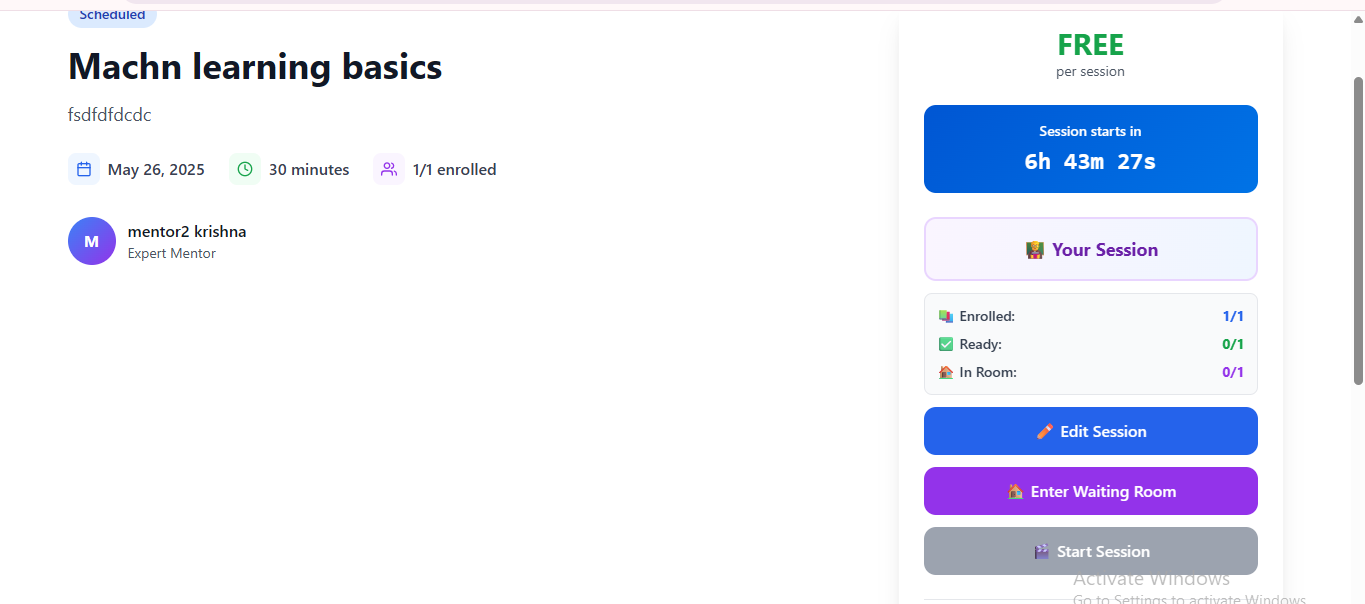 Scheduled
Machn learning basics
fsdfdfdcdc
May 26, 2025 30 minutes 1/1 enrolled
M
mentor2 krishna
Expert Mentor
FREE
per session
Session starts in
6h 43m 27s
Your Session
Enrolled: 1/1
Ready: 0/1
In Room: 0/1
Edit Session
Enter Waiting Room
Start Session
Activate Windows
Go to Settings to activate Windows.